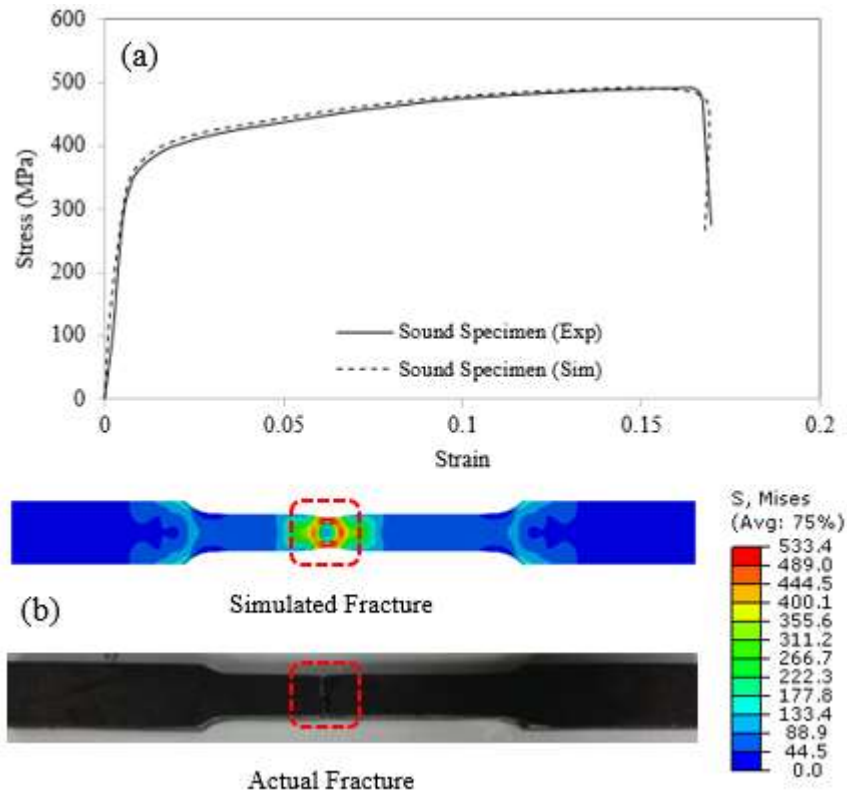 600
(a)
500
400
300
200
100
0
Stress (MPa)
Sound Specimen (Exp)
Sound Specimen (Sim)
0 0.05 0.1 0.15 0.2
Strain
S, Mises
(Avg: 75%)
533.4
489.0
444.5
400.1
355.6
311.2
266.7
222.3
177.8
133.4
88.9
44.5
0.0
Simulated Fracture
(b)
Actual Fracture